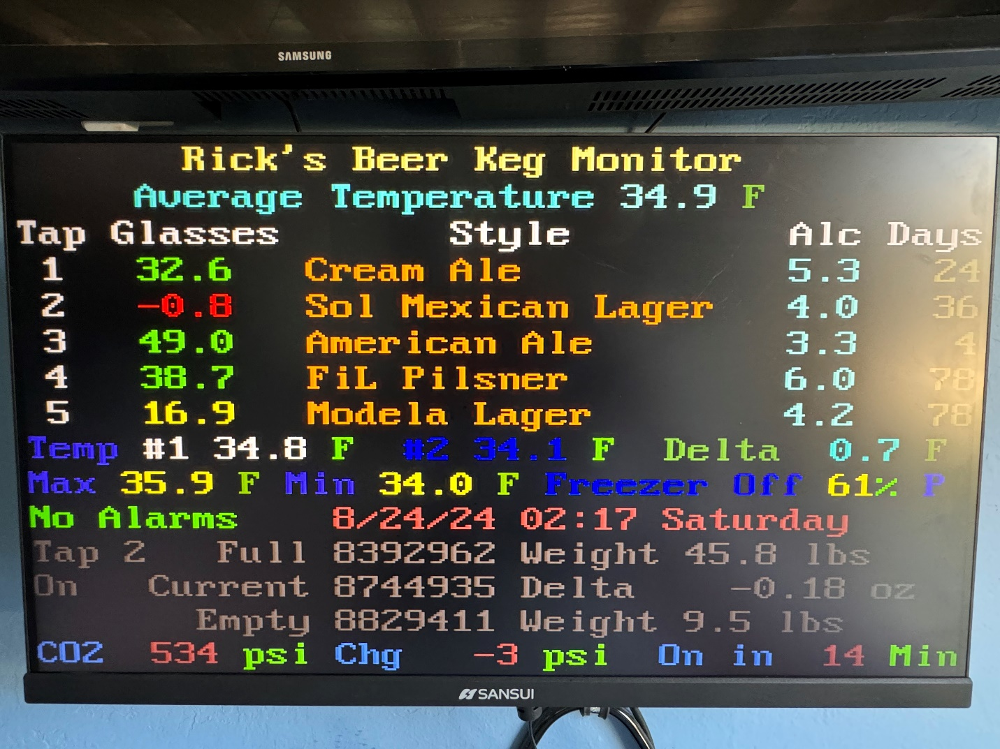 SAMSUNG
Rick's Beer Keg Monitor
Average Temperature 34.9 F
Tap Glasses Style Alc Days
1 32.6 Cream Ale 5.3 24
2 -0.8 Sol Mexican Lager 4.0 36
3 49.0 American Ale 3.3 4
4 38.7 FiL Pilsner 6.0 78
5 16.9 Modela Lager 4.2 78
Temp #1 34.8 F #2 34.1 F Delta 0.7 F
Max 35.9 F Min 34.0 F Freezer Off 61% P
No Alarms 8/24/24 02:17 Saturday
Tap 2 Full 8392962 Weight 45.8 lbs
On Current 8744935 Delta -0.18 oz
Empty 8829411 Weight 9.5 lbs
CO2 534 psi Chg -3 psi On in 14 Min
SANSUI